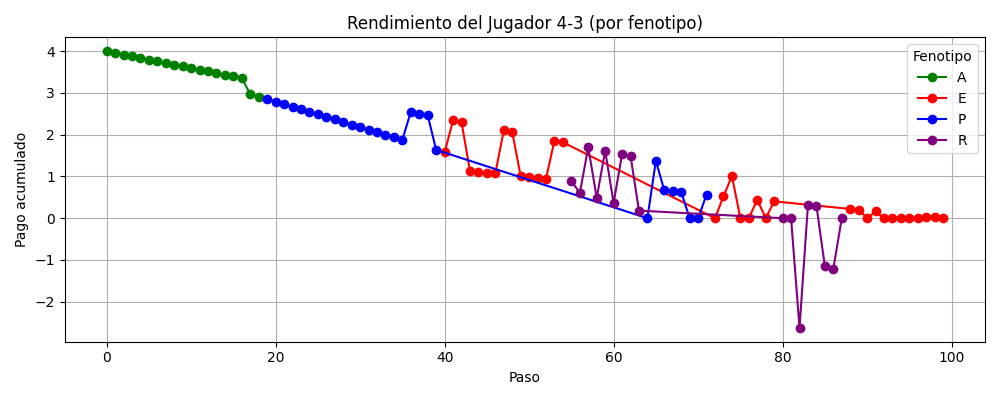 Rendimiento del Jugador 4-3 (por fenotipo)
Pago acumulado
4
3
2
1
0
−1
−2
Fenotipo
A
E
P
R
0 20 40 60 80 100
Paso